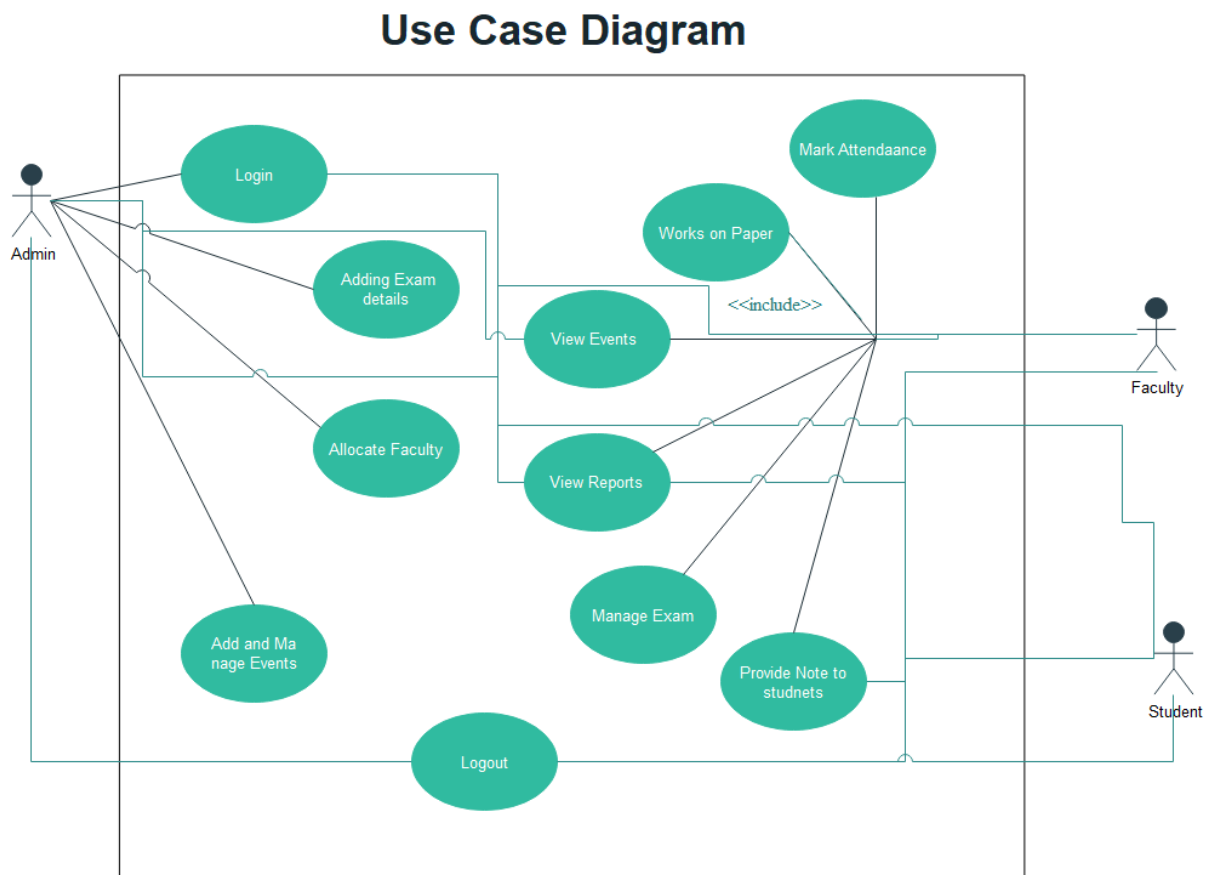 Use Case Diagram
Mark Attendaance
Login
Works on Paper
Admin
Adding Exam
details
<<include>>
View Events
Faculty
Allocate Faculty
View Reports
Manage Exam
Add and Ma
nage Events
Provide Note to
studnets
Student
Logout